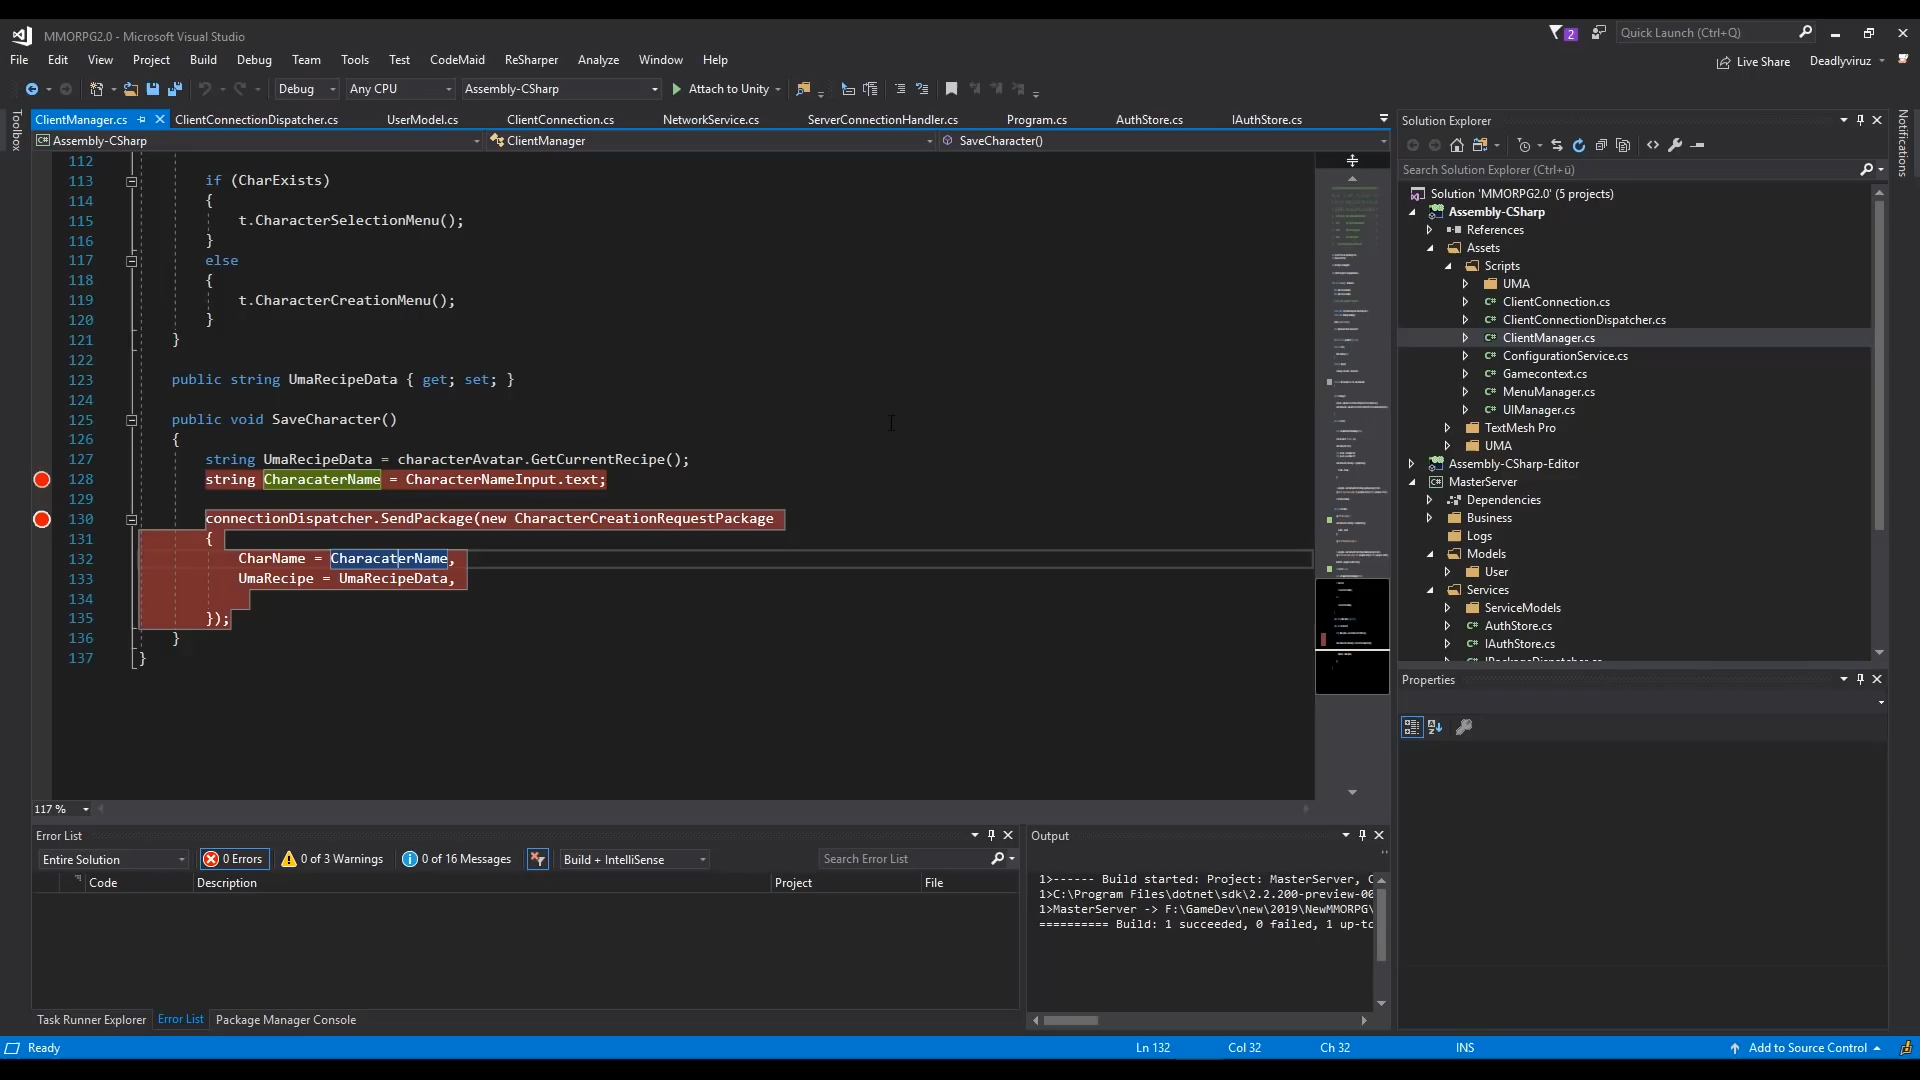 MMORPG2.0 - Microsoft Visual Studio
2
Quick Launch (Ctrl+Q)
File Edit View Project Build Debug Team Tools Test CodeMaid ReSharper Analyze Window Help
Live Share
Deadlyviruz
Debug
Any CPU
Assembly-CSharp
Attach to Unity
Toolbox
ClientManager.cs
ClientConnectionDispatcher.cs
UserModel.cs
ClientConnection.cs
NetworkService.cs
ServerConnectionHandler.cs
Program.cs
AuthStore.cs
IAuthStore.cs
Assembly-CSharp
ClientManager
SaveCharacter()
112
113 if (CharExists)
114 {
115 t.CharacterSelectionMenu();
116 }
117 else
118 {
119 t.CharacterCreationMenu();
120 }
121 }
122
123 public string UmaRecipeData { get; set; }
124
125 public void SaveCharacter()
126 {
127 string UmaRecipeData = characterAvatar.GetCurrentRecipe();
128 string CharacaterName = CharacterNameInput.text;
129
130 connectionDispatcher.SendPackage(new CharacterCreationRequestPackage
131 {
132 CharName = CharacaterName,
133 UmaRecipe = UmaRecipeData,
134
135 });
136 }
137 }
117 %
Solution Explorer
Search Solution Explorer (Ctrl+ü)
Solution 'MMORPG2.0' (5 projects)
Assembly-CSharp
References
Assets
Scripts
UMA
ClientConnection.cs
ClientConnectionDispatcher.cs
ClientManager.cs
ConfigurationService.cs
Gamecontext.cs
MenuManager.cs
UIManager.cs
TextMesh Pro
UMA
Assembly-CSharp-Editor
MasterServer
Dependencies
Business
Logs
Models
User
Services
ServiceModels
AuthStore.cs
IAuthStore.cs
IPackageDispatcher.cs
Notifications
Properties
Error List
Entire Solution
0 Errors
0 of 3 Warnings
0 of 16 Messages
Build + IntelliSense
Search Error List
Code
Description
Project
File
Task Runner Explorer
Error List
Package Manager Console
Output
1>------ Build started: Project: MasterServer, C
1>C:\Program Files\dotnet\sdk\2.2.200-preview-00
1>MasterServer -> F:\GameDev\new\2019\NewMMORPG\
========== Build: 1 succeeded, 0 failed, 1 up-to
Ready
Ln 132
Col 32
Ch 32
INS
Add to Source Control